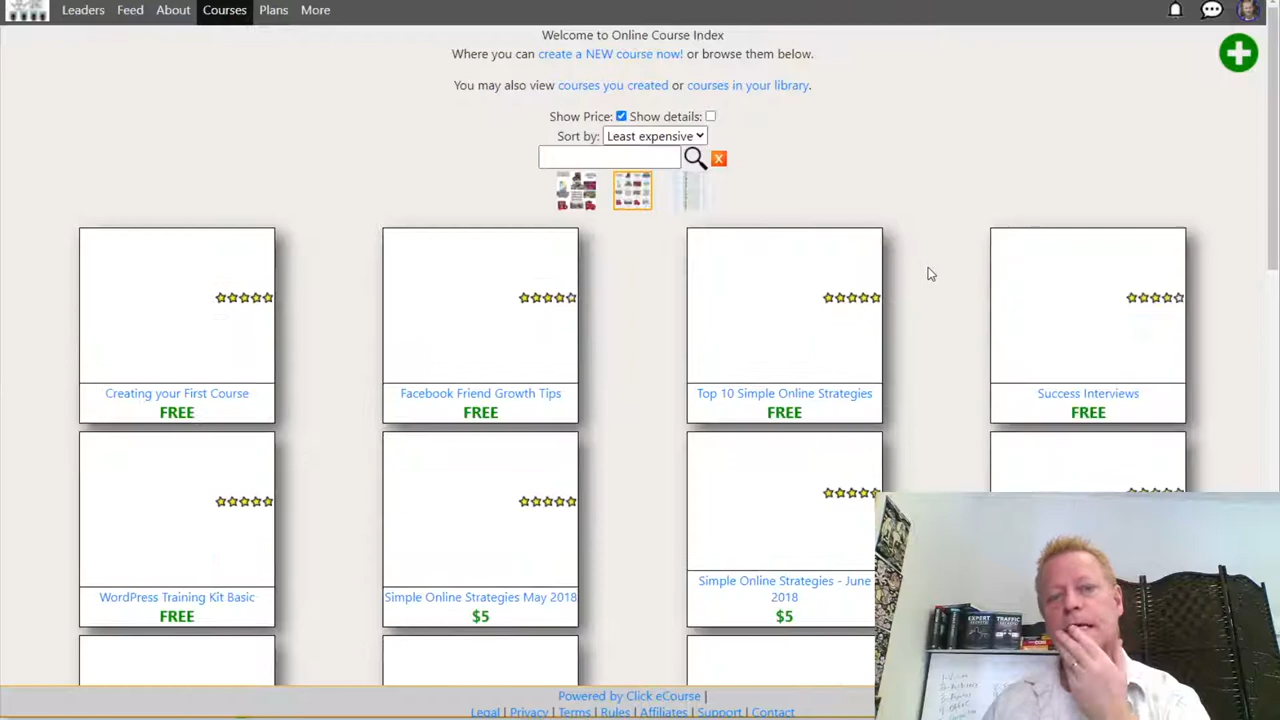 Leaders Feed About Courses Plans More
Welcome to Online Course Index
Where you can create a NEW course now! or browse them below.
You may also view courses you created or courses in your library.
Show Price: Show details:
Sort by: Least expensive
X
Creating your First Course
FREE
Facebook Friend Growth Tips
FREE
Top 10 Simple Online Strategies
FREE
Success Interviews
FREE
WordPress Training Kit Basic
FREE
Simple Online Strategies May 2018
$5
Simple Online Strategies - June
2018
$5
EXPERT
TRAFFIC
Powered by Click eCourse |
Legal | Privacy | Terms | Rules | Affiliates | Support | Contact